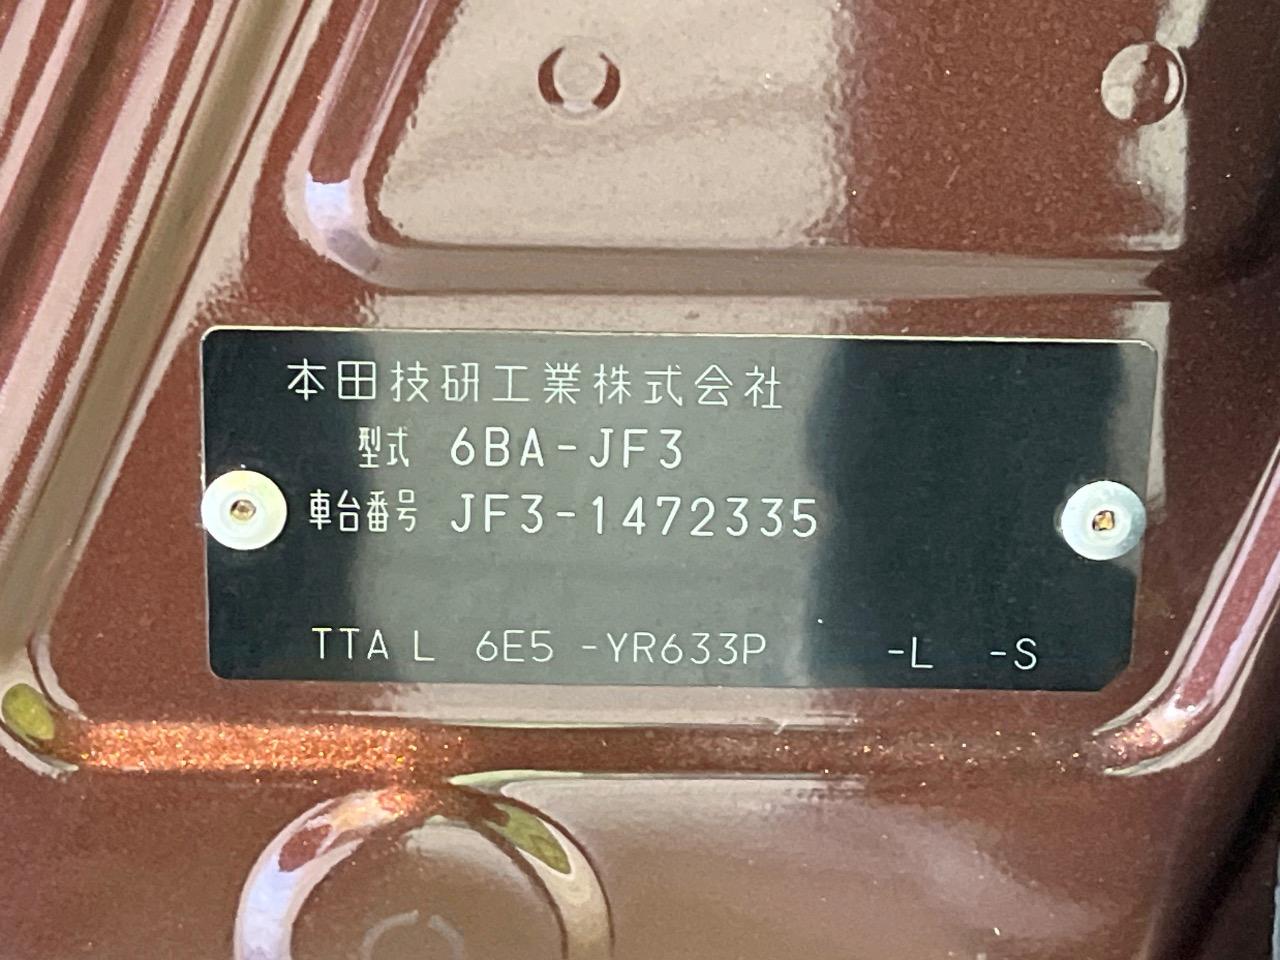 本田技研工業株式会社
型式 6BA-JF3
車台番号 JF3-1472335
TTA L 6E5 -YR633P -L -S